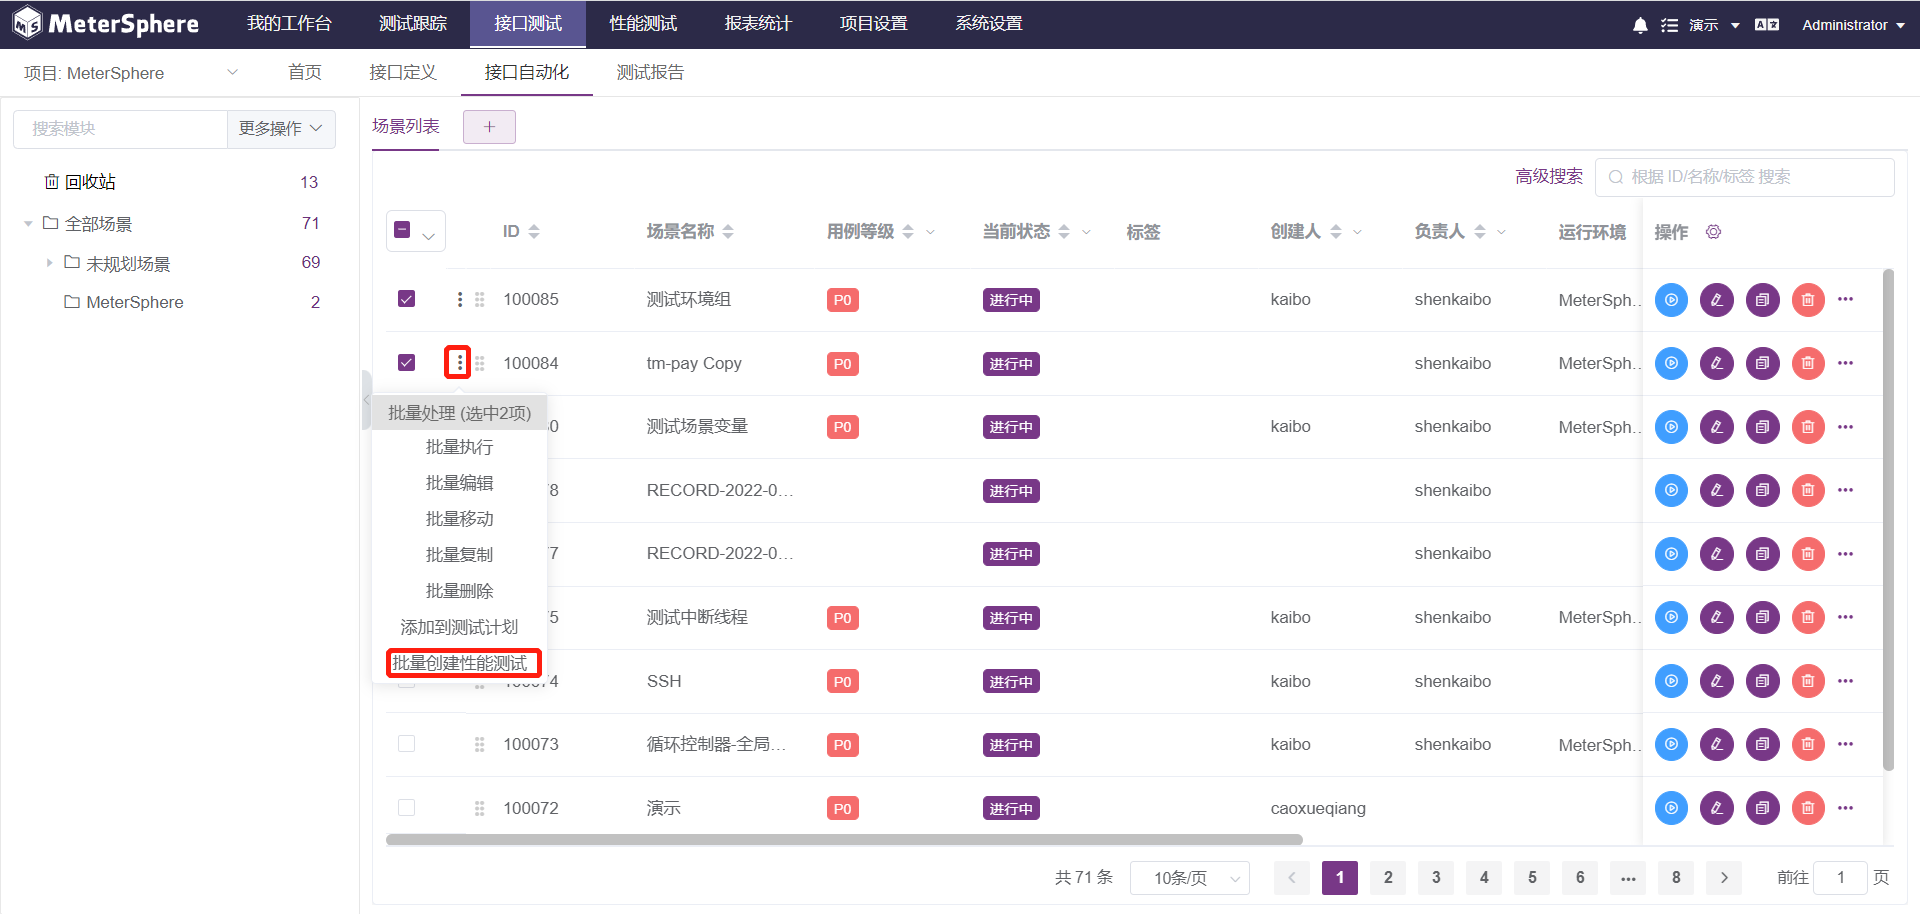 MeterSphere 我的工作台 测试跟踪 接口测试 性能测试 报表统计 项目设置 系统设置 演示 Administrator
项目: MeterSphere 首页 接口定义 接口自动化 测试报告
搜索模块 更多操作 场景列表 +
回收站 13
全部场景 71
未规划场景 69
MeterSphere 2
高级搜索 根据 ID/名称/标签 搜索
ID 场景名称 用例等级 当前状态 标签 创建人 负责人 运行环境 操作
100085 测试环境组 P0 进行中 kaibo shenkaibo MeterSph...
100084 tm-pay Copy P0 进行中 shenkaibo MeterSph...
批量处理 (选中2项)
批量执行
批量编辑
批量移动
批量复制
批量删除
添加到测试计划
批量创建性能测试
0 测试场景变量 P0 进行中 kaibo shenkaibo MeterSph...
8 RECORD-2022-0... 进行中 shenkaibo
7 RECORD-2022-0... 进行中 shenkaibo
5 测试中断线程 P0 进行中 kaibo shenkaibo MeterSph...
100074 SSH P0 进行中 kaibo shenkaibo
100073 循环控制器-全局... P0 进行中 kaibo shenkaibo MeterSph...
100072 演示 P0 进行中 caoxueqiang
共 71 条 10条/页 < 1 2 3 4 5 6 ... 8 > 前往 1 页